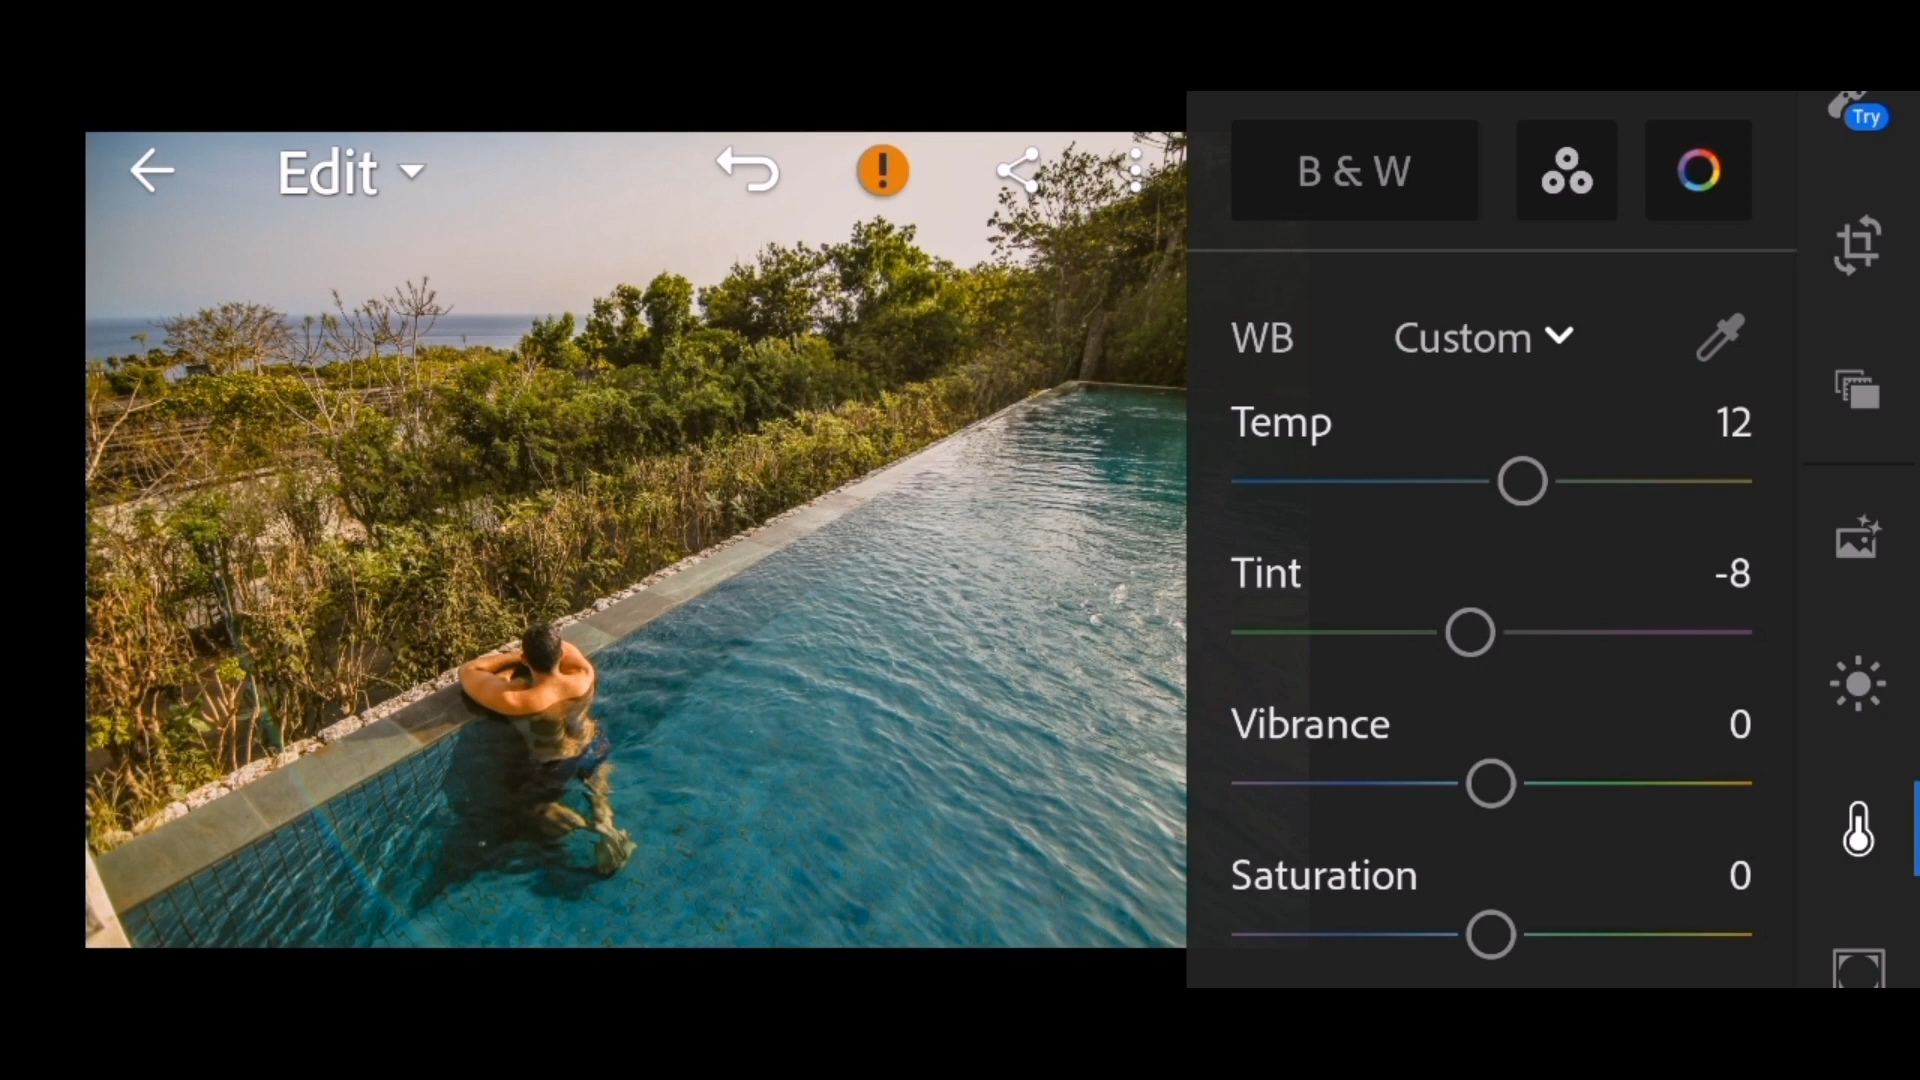 Edit
Try
B & W
WB Custom
Temp 12
Tint -8
Vibrance 0
Saturation 0